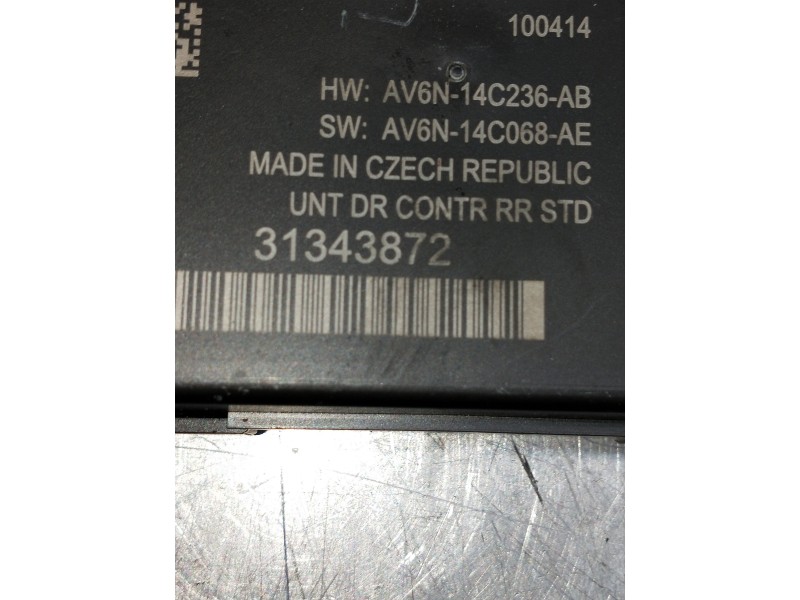 100414
HW: AV6N-14C236-AB
SW: AV6N-14C068-AE
MADE IN CZECH REPUBLIC
UNT DR CONTR RR STD
31343872